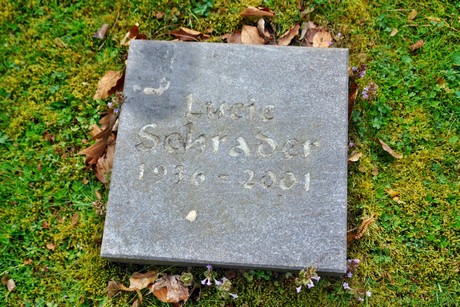 Lucie
Schrader
1936 - 2001